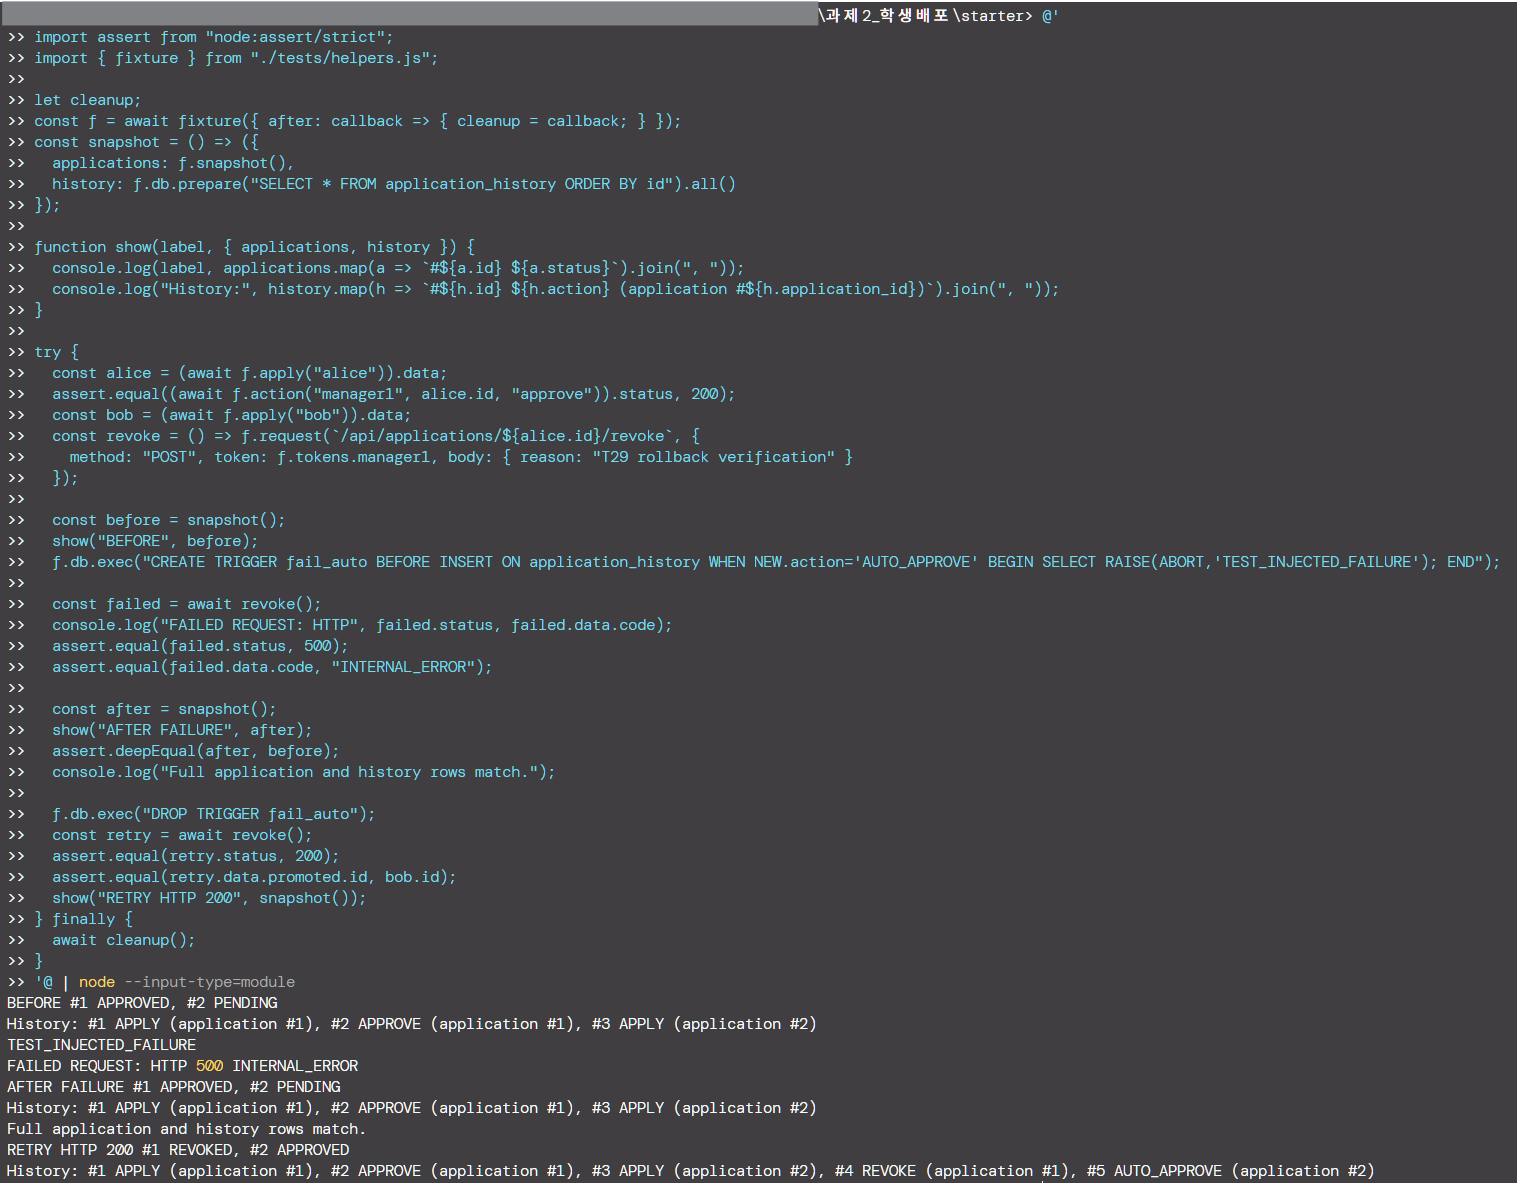 \과제2_학생배포\starter> @'
>> import assert from "node:assert/strict";
>> import { fixture } from "./tests/helpers.js";
>>
>> let cleanup;
>> const f = await fixture({ after: callback => { cleanup = callback; } });
>> const snapshot = () => ({
>>   applications: f.snapshot(),
>>   history: f.db.prepare("SELECT * FROM application_history ORDER BY id").all()
>> });
>>
>> function show(label, { applications, history }) {
>>   console.log(label, applications.map(a => `#${a.id} ${a.status}`).join(", "));
>>   console.log("History:", history.map(h => `#${h.id} ${h.action} (application #${h.application_id})`).join(", "));
>> }
>>
>> try {
>>   const alice = (await f.apply("alice")).data;
>>   assert.equal((await f.action("manager1", alice.id, "approve")).status, 200);
>>   const bob = (await f.apply("bob")).data;
>>   const revoke = () => f.request(`/api/applications/${alice.id}/revoke`, {
>>     method: "POST", token: f.tokens.manager1, body: { reason: "T29 rollback verification" }
>>   });
>>
>>   const before = snapshot();
>>   show("BEFORE", before);
>>   f.db.exec("CREATE TRIGGER fail_auto BEFORE INSERT ON application_history WHEN NEW.action='AUTO_APPROVE' BEGIN SELECT RAISE(ABORT,'TEST_INJECTED_FAILURE'); END");
>>
>>   const failed = await revoke();
>>   console.log("FAILED REQUEST: HTTP", failed.status, failed.data.code);
>>   assert.equal(failed.status, 500);
>>   assert.equal(failed.data.code, "INTERNAL_ERROR");
>>
>>   const after = snapshot();
>>   show("AFTER FAILURE", after);
>>   assert.deepEqual(after, before);
>>   console.log("Full application and history rows match.");
>>
>>   f.db.exec("DROP TRIGGER fail_auto");
>>   const retry = await revoke();
>>   assert.equal(retry.status, 200);
>>   assert.equal(retry.data.promoted.id, bob.id);
>>   show("RETRY HTTP 200", snapshot());
>> } finally {
>>   await cleanup();
>> }
>> '@ | node --input-type=module
BEFORE #1 APPROVED, #2 PENDING
History: #1 APPLY (application #1), #2 APPROVE (application #1), #3 APPLY (application #2)
TEST_INJECTED_FAILURE
FAILED REQUEST: HTTP 500 INTERNAL_ERROR
AFTER FAILURE #1 APPROVED, #2 PENDING
History: #1 APPLY (application #1), #2 APPROVE (application #1), #3 APPLY (application #2)
Full application and history rows match.
RETRY HTTP 200 #1 REVOKED, #2 APPROVED
History: #1 APPLY (application #1), #2 APPROVE (application #1), #3 APPLY (application #2), #4 REVOKE (application #1), #5 AUTO_APPROVE (application #2)